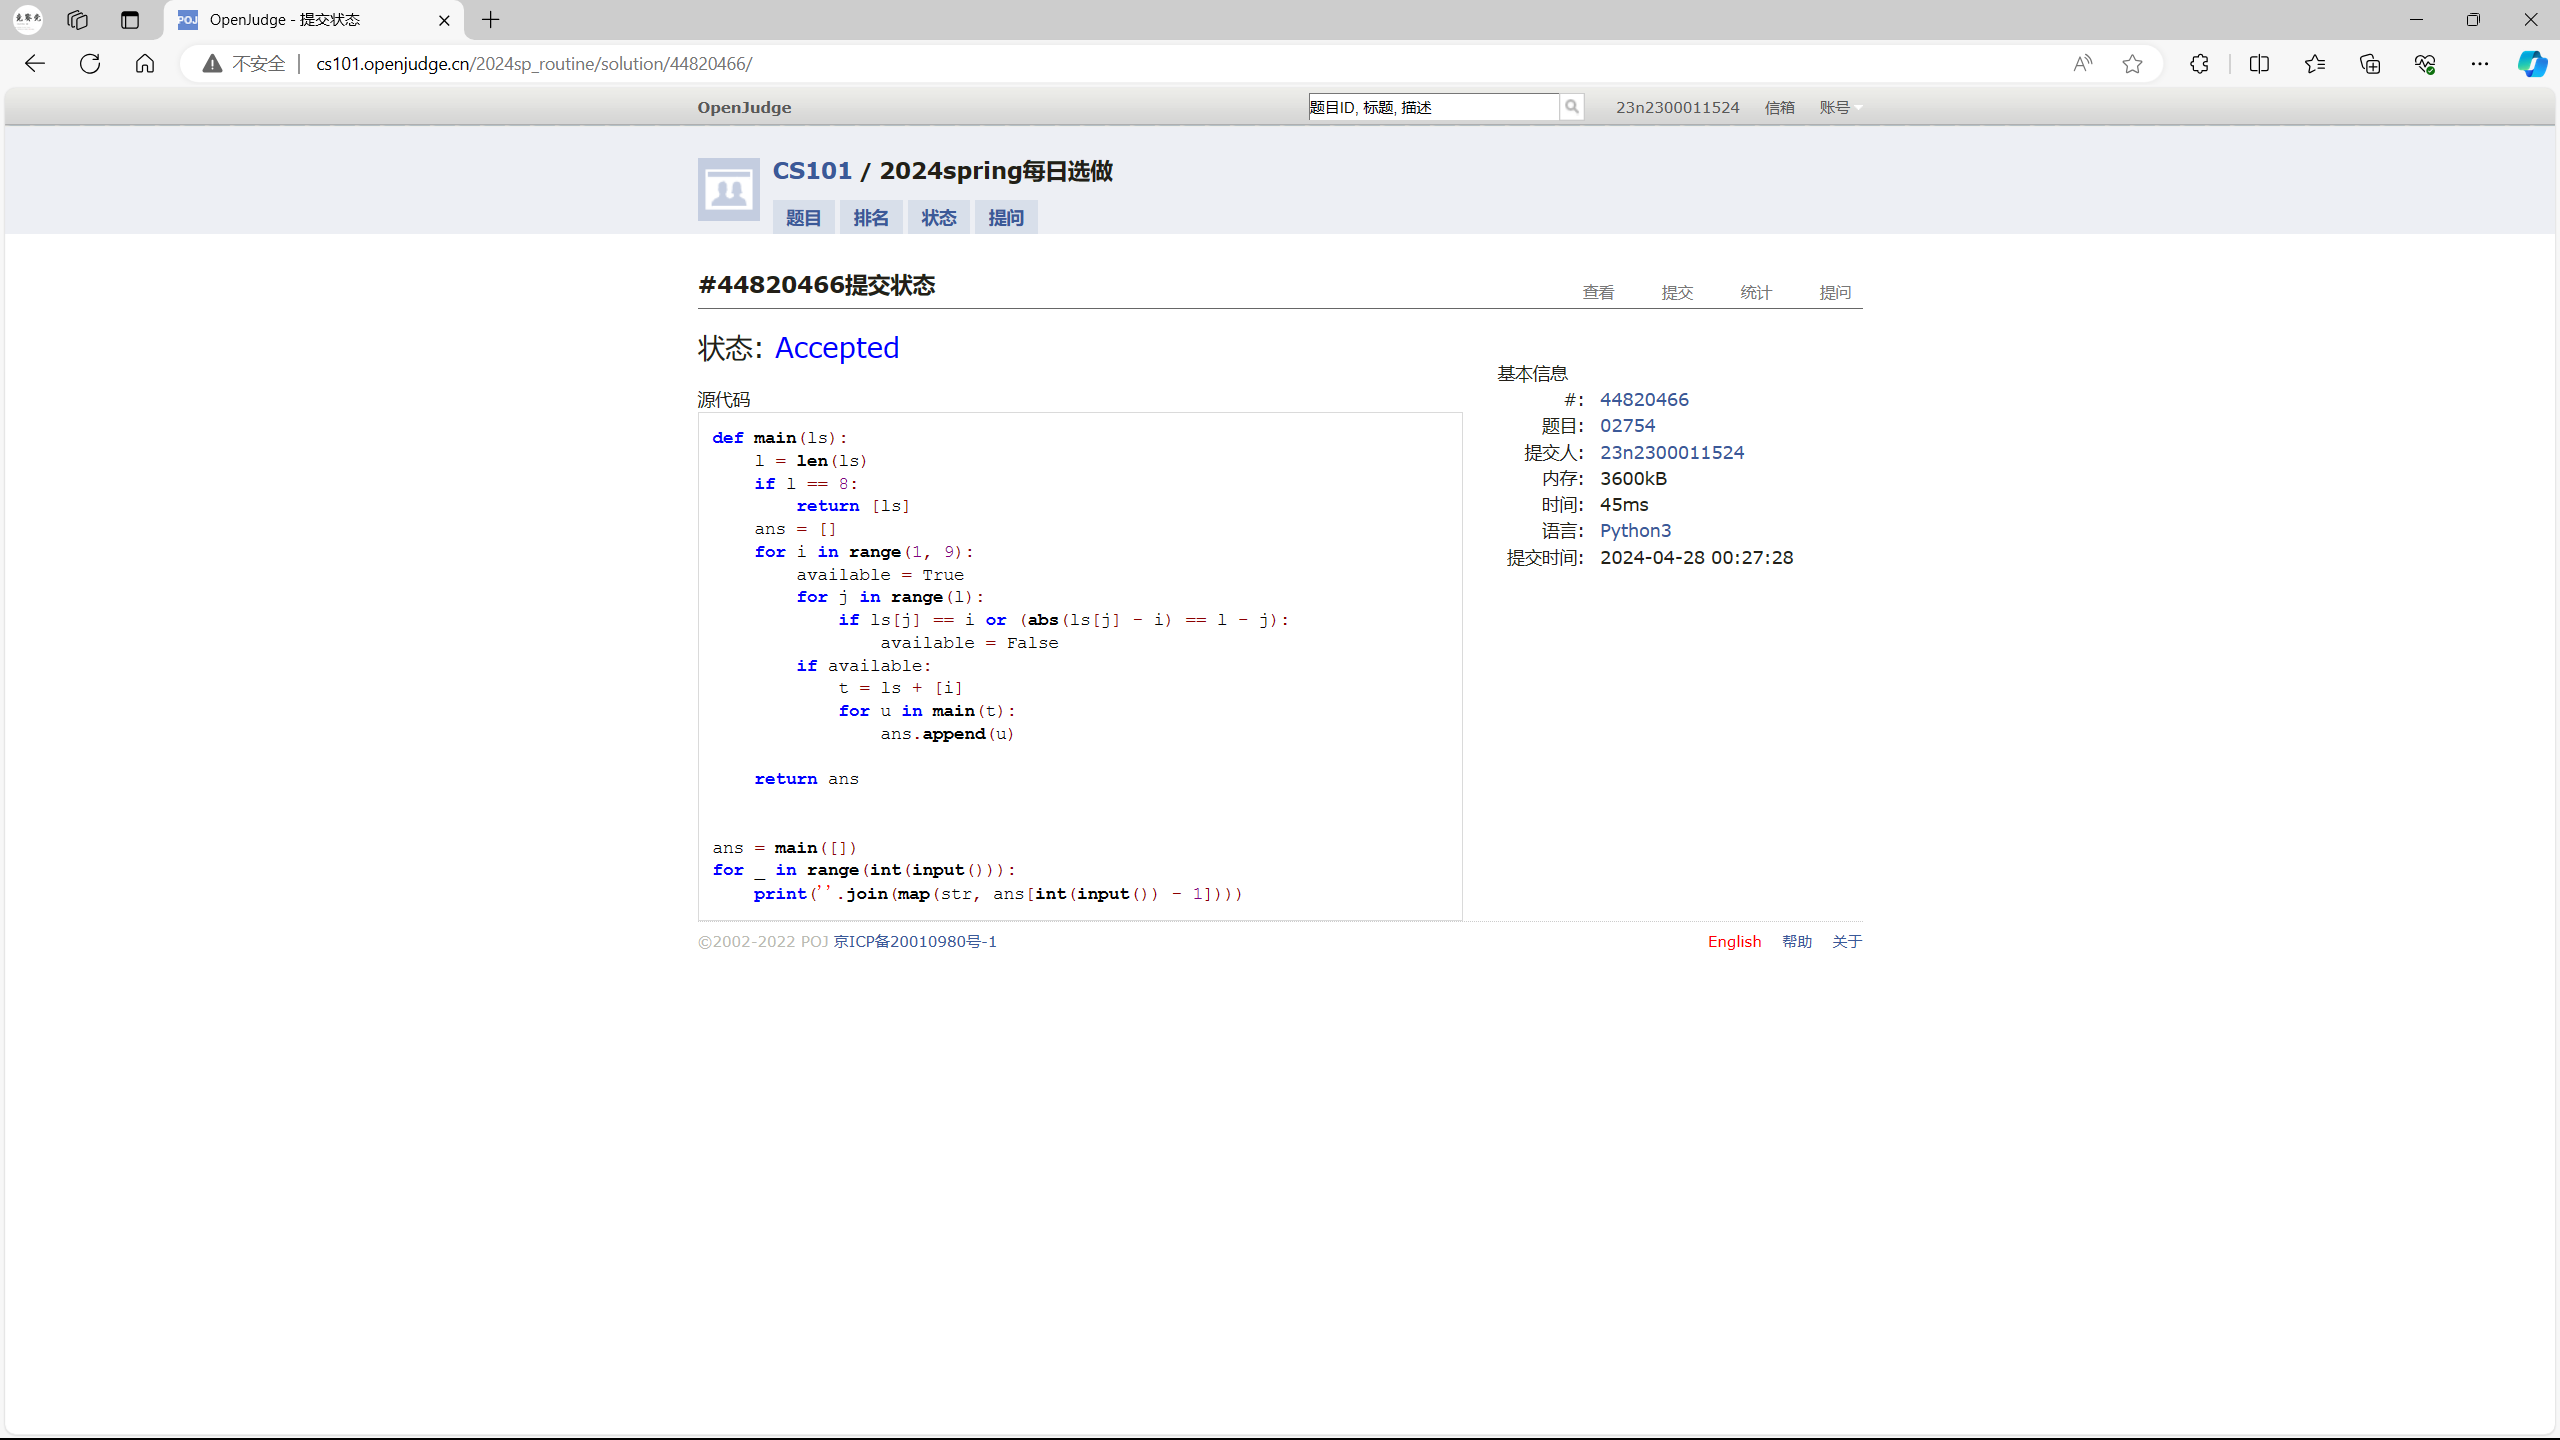 OpenJudge - 提交状态
不安全 cs101.openjudge.cn/2024sp_routine/solution/44820466/
OpenJudge 题目ID, 标题, 描述 23n2300011524 信箱 账号
CS101 / 2024spring每日选做
题目 排名 状态 提问
#44820466提交状态 查看 提交 统计 提问
状态: Accepted
源代码
def main(ls):
    l = len(ls)
    if l == 8:
        return [ls]
    ans = []
    for i in range(1, 9):
        available = True
        for j in range(l):
            if ls[j] == i or (abs(ls[j] - i) == l - j):
                available = False
        if available:
            t = ls + [i]
            for u in main(t):
                ans.append(u)
    return ans
ans = main([])
for _ in range(int(input())):
    print(''.join(map(str, ans[int(input()) - 1])))
基本信息
#: 44820466
题目: 02754
提交人: 23n2300011524
内存: 3600kB
时间: 45ms
语言: Python3
提交时间: 2024-04-28 00:27:28
©2002-2022 POJ 京ICP备20010980号-1 English 帮助 关于